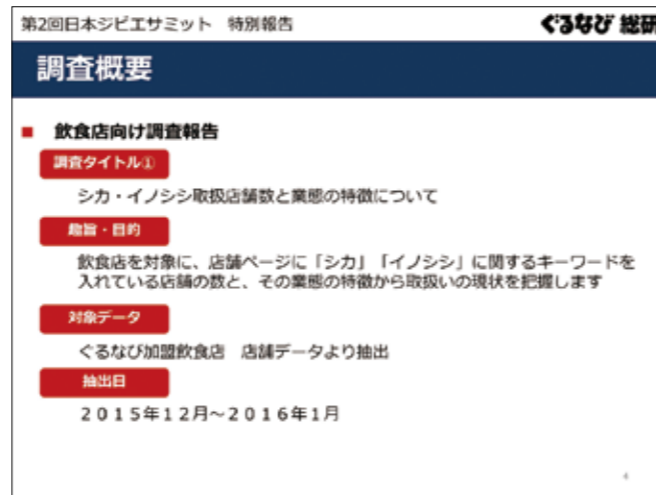 第2回日本ジビエサミット　特別報告
ぐるなび 総研
調査概要
■ 飲食店向け調査報告
調査タイトル①
シカ・イノシシ取扱店舗数と業態の特徴について
趣旨・目的
飲食店を対象に、店舗ページに「シカ」「イノシシ」に関するキーワードを
入れている店舗の数と、その業態の特徴から取扱いの現状を把握します
対象データ
ぐるなび加盟飲食店　店舗データより抽出
抽出日
２０１５年１２月～２０１６年１月
4